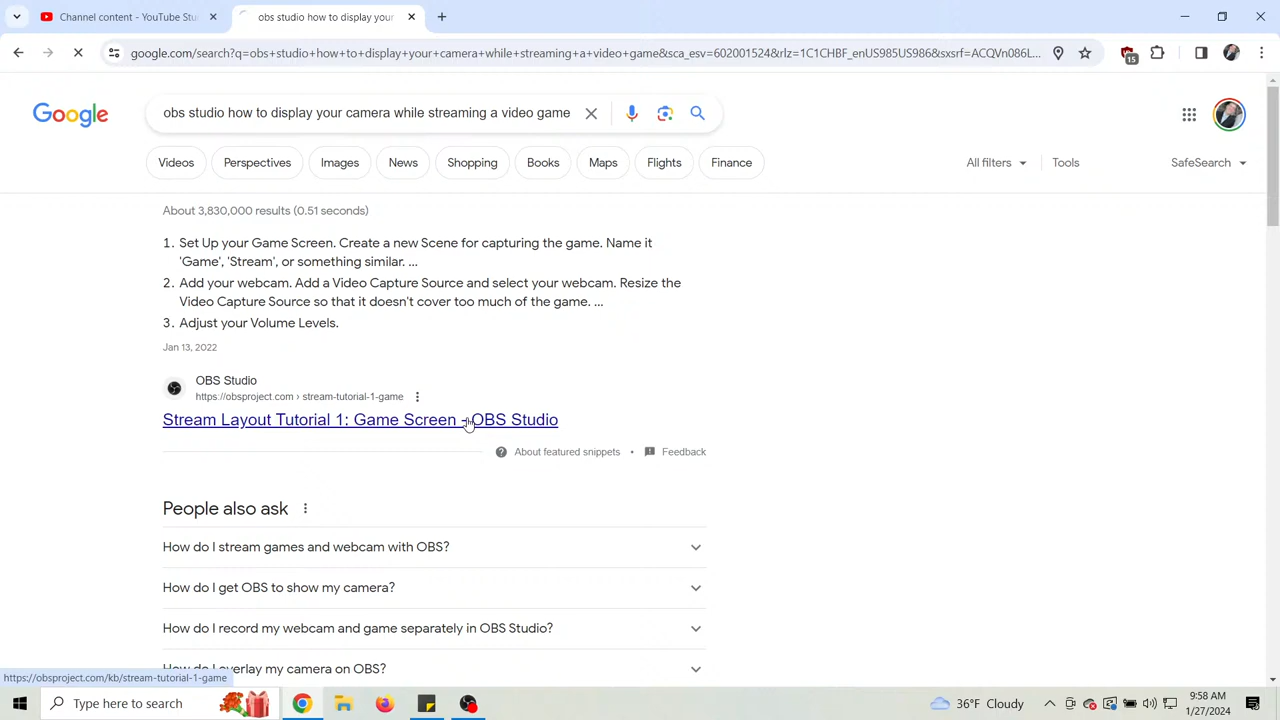 Channel content - YouTube Stu
obs studio how to display your
google.com/search?q=obs+studio+how+to+display+your+camera+while+streaming+a+video+game&sca_esv=602001524&rlz=1C1CHBF_enUS985US986&sxsrf=ACQVn086L...
15
Google
obs studio how to display your camera while streaming a video game
Videos
Perspectives
Images
News
Shopping
Books
Maps
Flights
Finance
All filters
Tools
SafeSearch
About 3,830,000 results (0.51 seconds)
1. Set Up your Game Screen. Create a new Scene for capturing the game. Name it
'Game', 'Stream', or something similar. ...
2. Add your webcam. Add a Video Capture Source and select your webcam. Resize the
Video Capture Source so that it doesn't cover too much of the game. ...
3. Adjust your Volume Levels.
Jan 13, 2022
OBS Studio
https://obsproject.com › stream-tutorial-1-game
Stream Layout Tutorial 1: Game Screen - OBS Studio
About featured snippets • Feedback
People also ask
How do I stream games and webcam with OBS?
How do I get OBS to show my camera?
How do I record my webcam and game separately in OBS Studio?
How do I overlay my camera on OBS?
https://obsproject.com/kb/stream-tutorial-1-game
Type here to search
36°F Cloudy
9:58 AM
1/27/2024